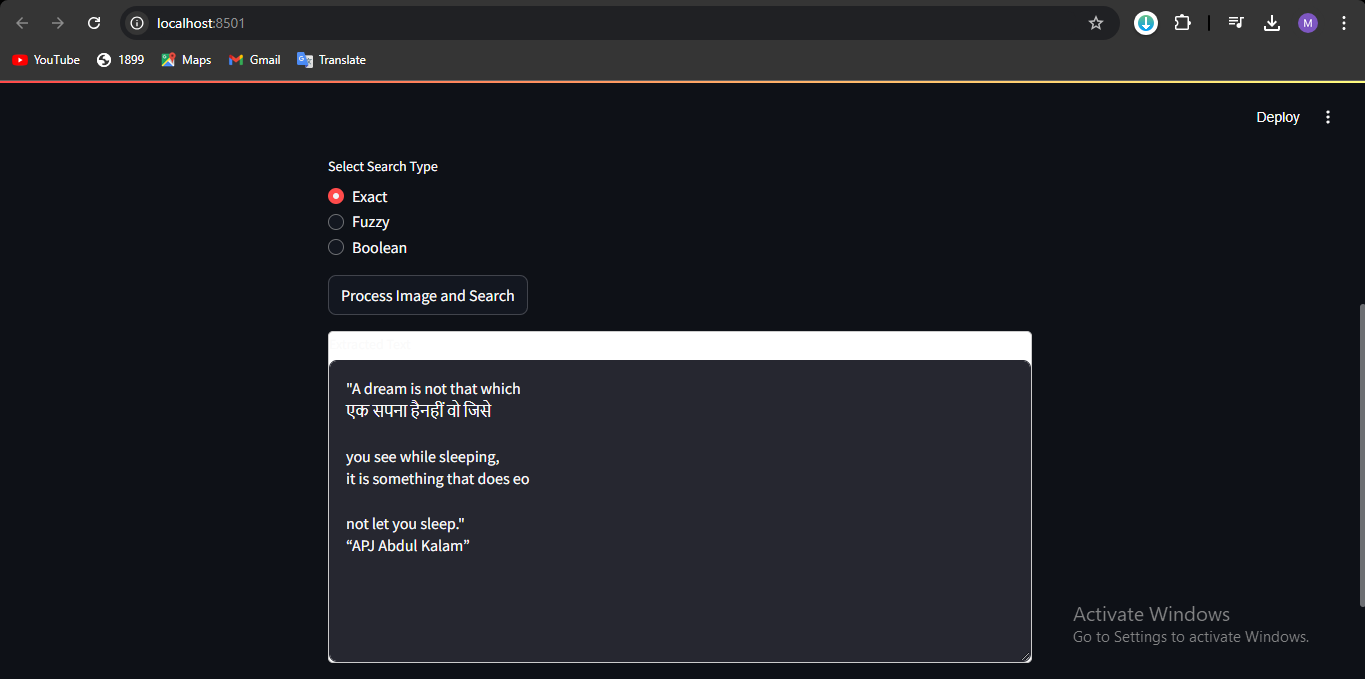 localhost:8501
M
YouTube
1899
Maps
Gmail
Translate
Deploy
Select Search Type
Exact
Fuzzy
Boolean
Process Image and Search
Extracted Text
"A dream is not that which
एक सपना हैनहीं वो जिसे
you see while sleeping,
it is something that does eo
not let you sleep."
“APJ Abdul Kalam”
Activate Windows
Go to Settings to activate Windows.